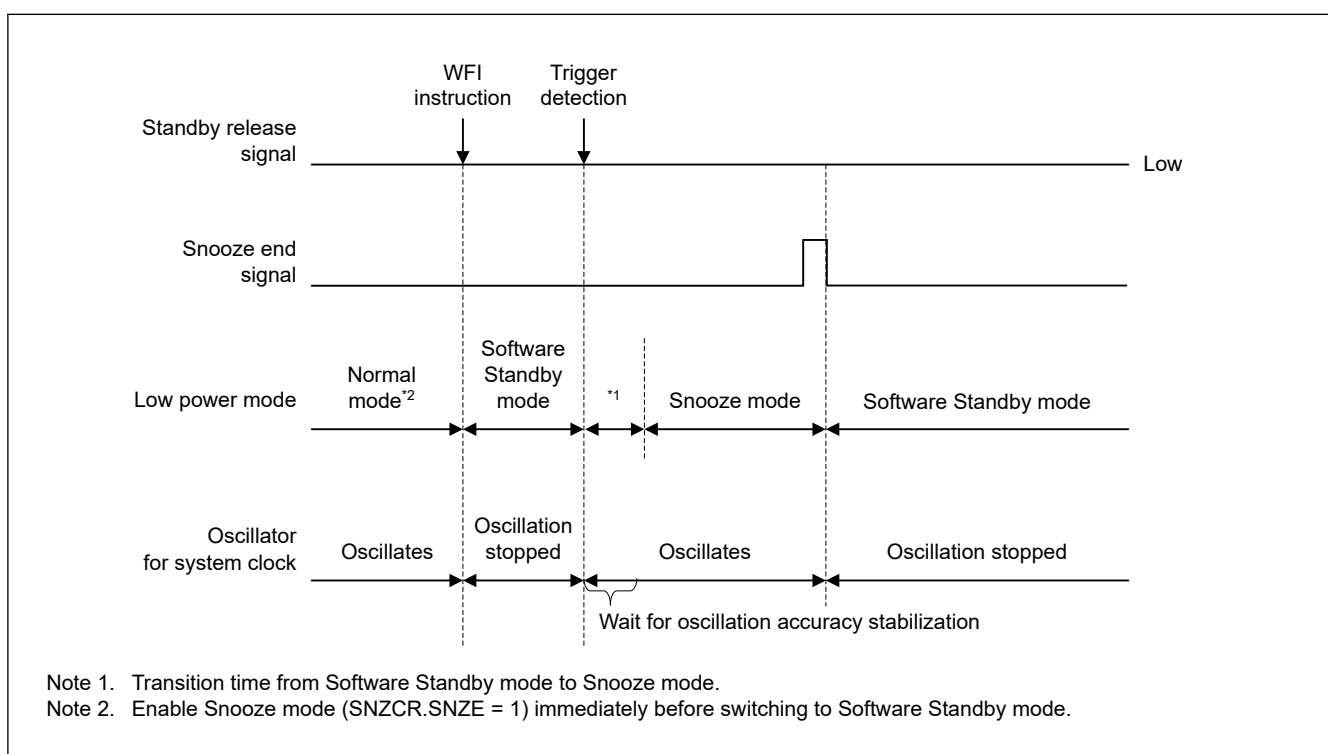 WFI
instruction
Trigger
detection
Standby release
signal
Low
Snooze end
signal
Low power mode
Normal
mode*2
Software
Standby
mode
*1
Snooze mode
Software Standby mode
Oscillator
for system clock
Oscillates
Oscillation
stopped
Oscillates
Oscillation stopped
Wait for oscillation accuracy stabilization
Note 1. Transition time from Software Standby mode to Snooze mode.
Note 2. Enable Snooze mode (SNZCR.SNZE = 1) immediately before switching to Software Standby mode.